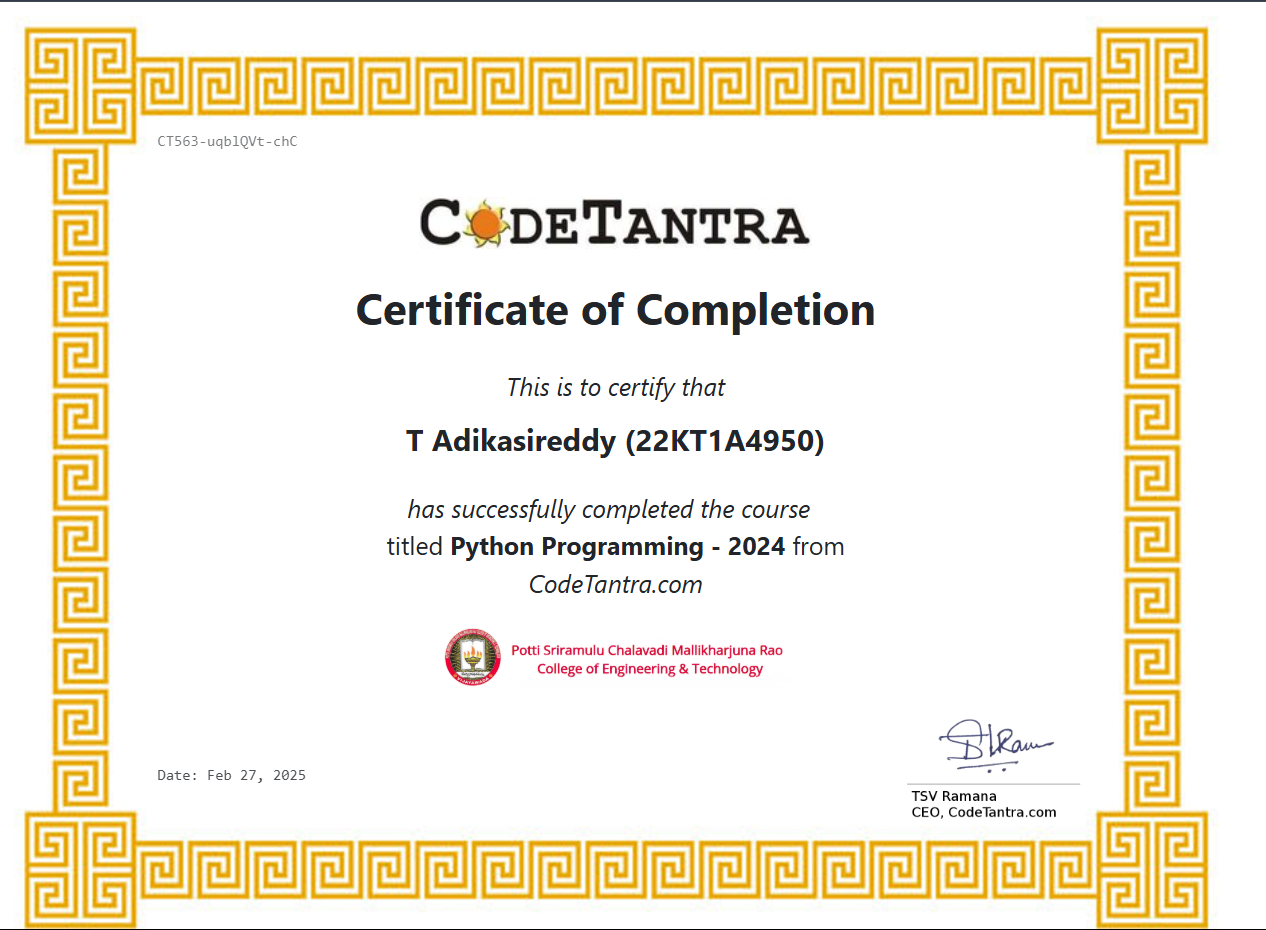 CT563-uqblQVt-chC
CODETANTRA
Certificate of Completion
This is to certify that
T Adikasireddy (22KT1A4950)
has successfully completed the course
titled Python Programming - 2024 from
CodeTantra.com
Potti Sriramulu Chalavadi Mallikharjuna Rao
College of Engineering & Technology
Date: Feb 27, 2025
TSV Ramana
CEO, CodeTantra.com